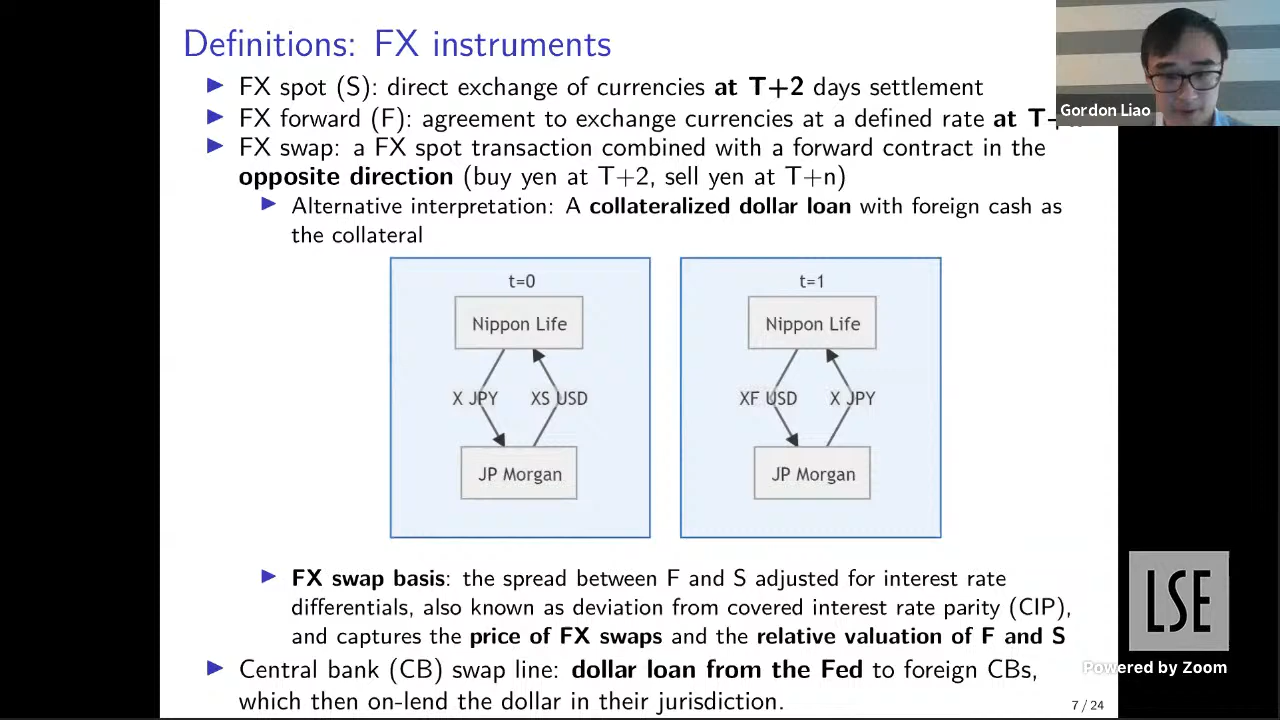 Definitions: FX instruments
FX spot (S): direct exchange of currencies at T+2 days settlement
FX forward (F): agreement to exchange currencies at a defined rate at
Gordon Liao
FX swap: a FX spot transaction combined with a forward contract in the
opposite direction (buy yen at T+2, sell yen at T+n)
Alternative interpretation: A collateralized dollar loan with foreign cash as
the collateral
t=0
Nippon Life
X JPY
XS USD
JP Morgan
t=1
Nippon Life
XF USD
X JPY
JP Morgan
FX swap basis: the spread between F and S adjusted for interest rate
differentials, also known as deviation from covered interest rate parity (CIP),
and captures the price of FX swaps and the relative valuation of F and S
Central bank (CB) swap line: dollar loan from the Fed to foreign CBs,
which then on-lend the dollar in their jurisdiction.
7 / 24
LSE
Powered by Zoom